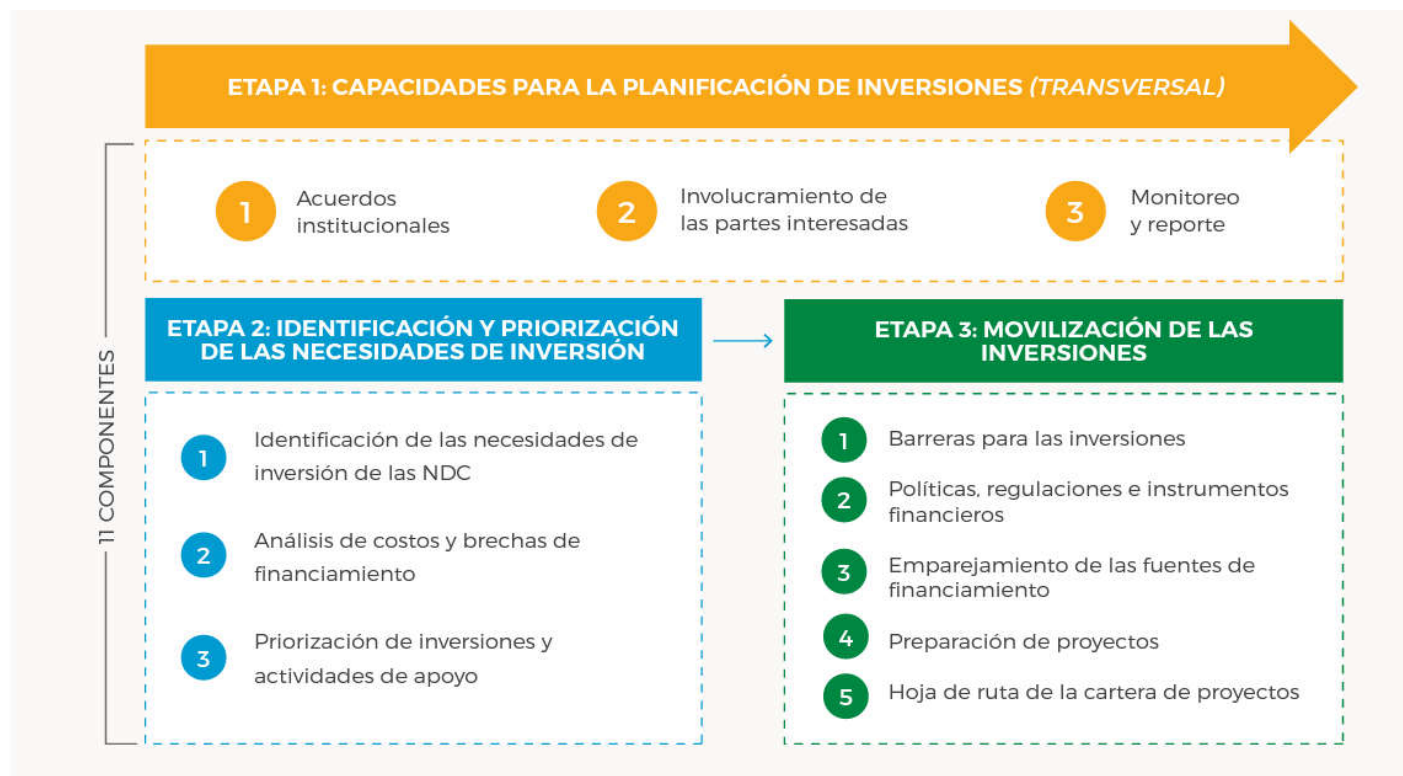 ETAPA 1: CAPACIDADES PARA LA PLANIFICACIÓN DE INVERSIONES (TRANSVERSAL)
11 COMPONENTES
1
Acuerdos
institucionales
2
Involucramiento de
las partes interesadas
3
Monitoreo
y reporte
ETAPA 2: IDENTIFICACIÓN Y PRIORIZACIÓN
DE LAS NECESIDADES DE INVERSIÓN
1
Identificación de las necesidades de
inversión de las NDC
2
Análisis de costos y brechas de
financiamiento
3
Priorización de inversiones y
actividades de apoyo
ETAPA 3: MOVILIZACIÓN DE LAS
INVERSIONES
1
Barreras para las inversiones
2
Políticas, regulaciones e instrumentos
financieros
3
Emparejamiento de las fuentes de
financiamiento
4
Preparación de proyectos
5
Hoja de ruta de la cartera de proyectos